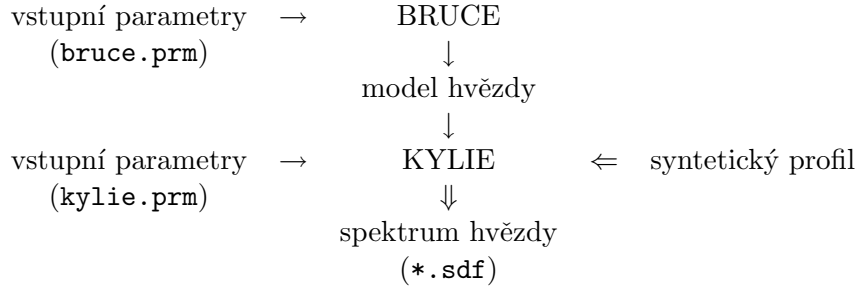 vstupní parametry → BRUCE
(bruce.prm) ↓
model hvězdy
↓
vstupní parametry → KYLIE ⇐ syntetický profil
(kylie.prm) ⇓
spektrum hvězdy
(*.sdf)